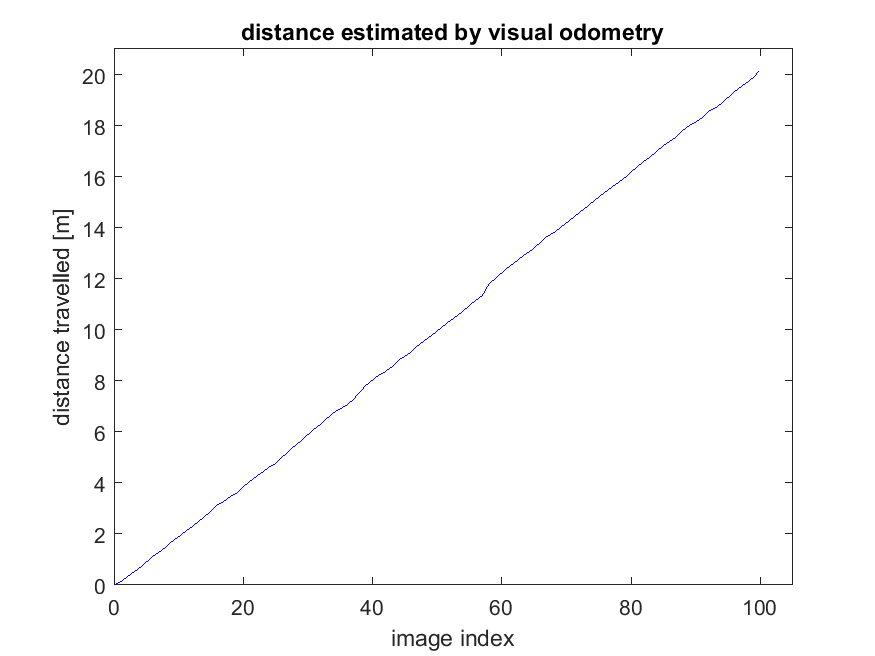 distance estimated by visual odometry
distance travelled [m]
20
18
16
14
12
10
8
6
4
2
0
0 20 40 60 80 100
image index